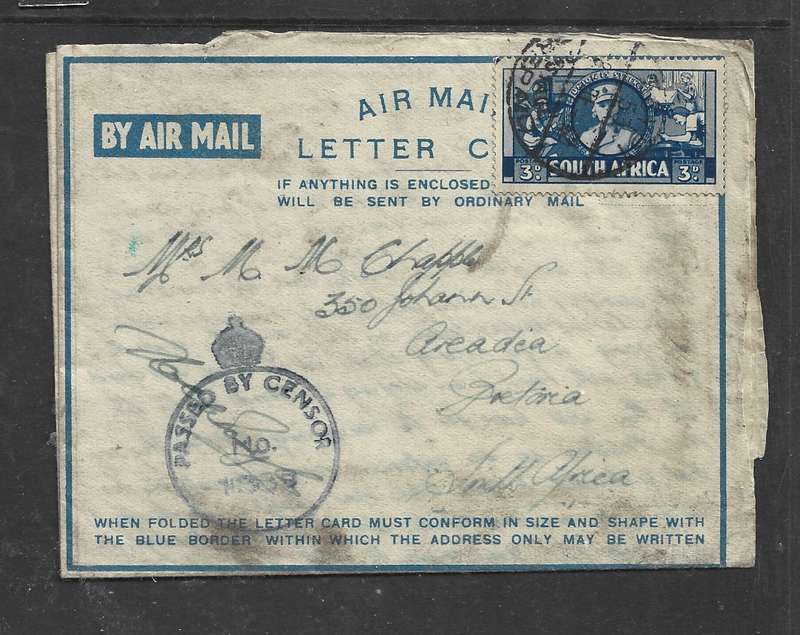 AIR MAI
BY AIR MAIL
LETTER C
3D. SOUTH AFRICA 3D.
IF ANYTHING IS ENCLOSED
WILL BE SENT BY ORDINARY MAIL
Mrs M. M. Chapple
350 Johann St
Arcadia
Pretoria
South Africa
PASSED BY CENSOR
NO.
WHEN FOLDED THE LETTER CARD MUST CONFORM IN SIZE AND SHAPE WITH
THE BLUE BORDER WITHIN WHICH THE ADDRESS ONLY MAY BE WRITTEN